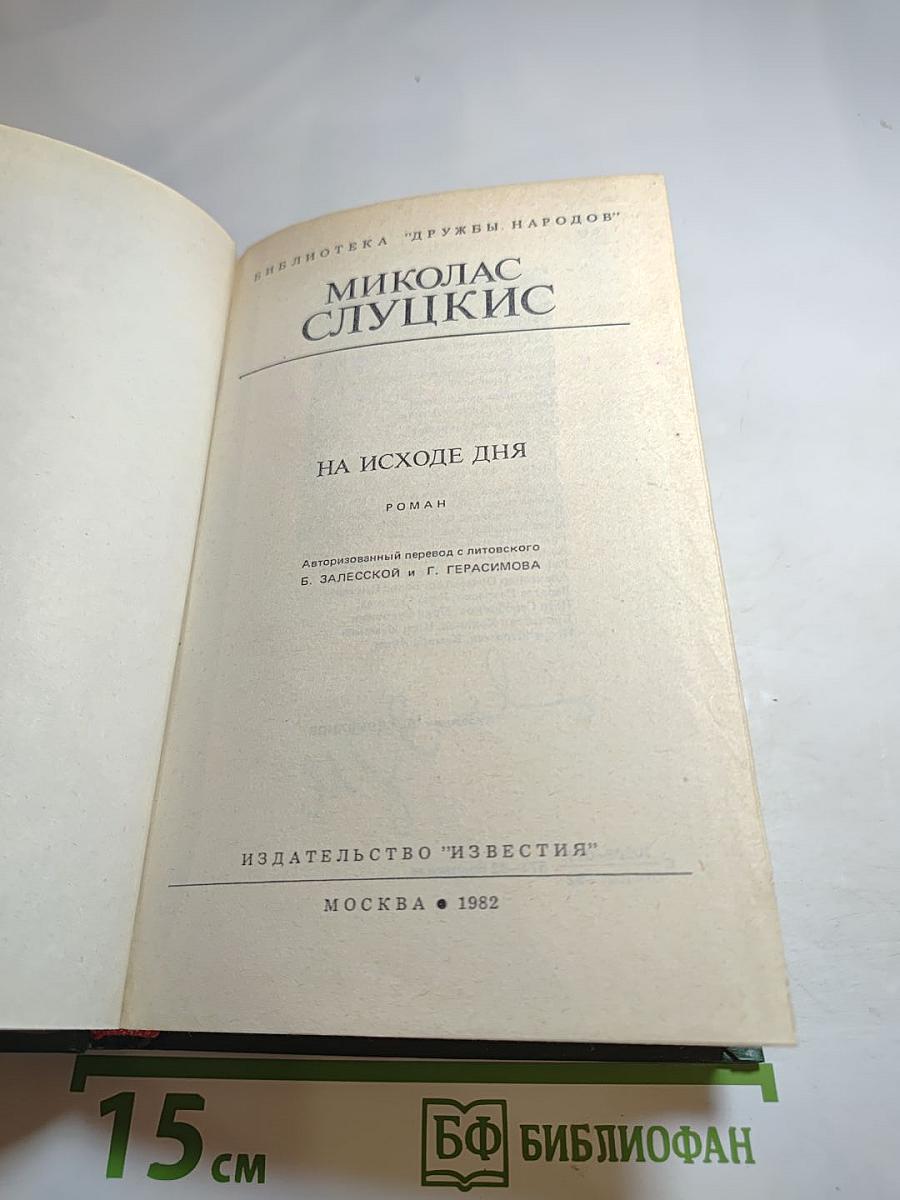 БИБЛИОТЕКА "ДРУЖБЫ НАРОДОВ"
МИКОЛАС
СЛУЦКИС
НА ИСХОДЕ ДНЯ
РОМАН
Авторизованный перевод с литовского
Б. ЗАЛЕССКОЙ и Г. ГЕРАСИМОВА
ИЗДАТЕЛЬСТВО "ИЗВЕСТИЯ"
МОСКВА ● 1982
15 см
БФ БИБЛИОФАН